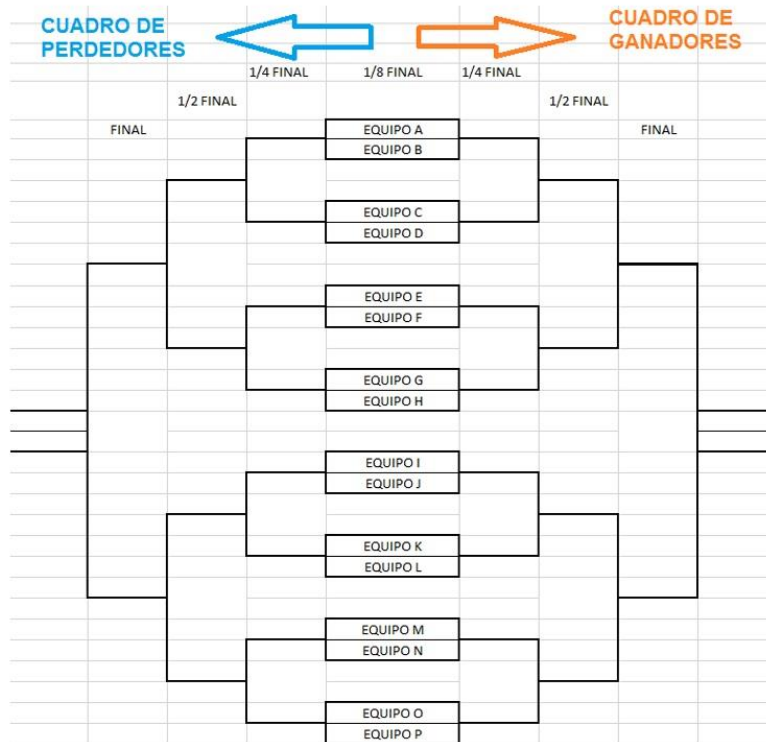 CUADRO DE
PERDEDORES
CUADRO DE
GANADORES
1/4 FINAL
1/8 FINAL
1/4 FINAL
1/2 FINAL
1/2 FINAL
FINAL
EQUIPO A
FINAL
EQUIPO B
EQUIPO C
EQUIPO D
EQUIPO E
EQUIPO F
EQUIPO G
EQUIPO H
EQUIPO I
EQUIPO J
EQUIPO K
EQUIPO L
EQUIPO M
EQUIPO N
EQUIPO O
EQUIPO P